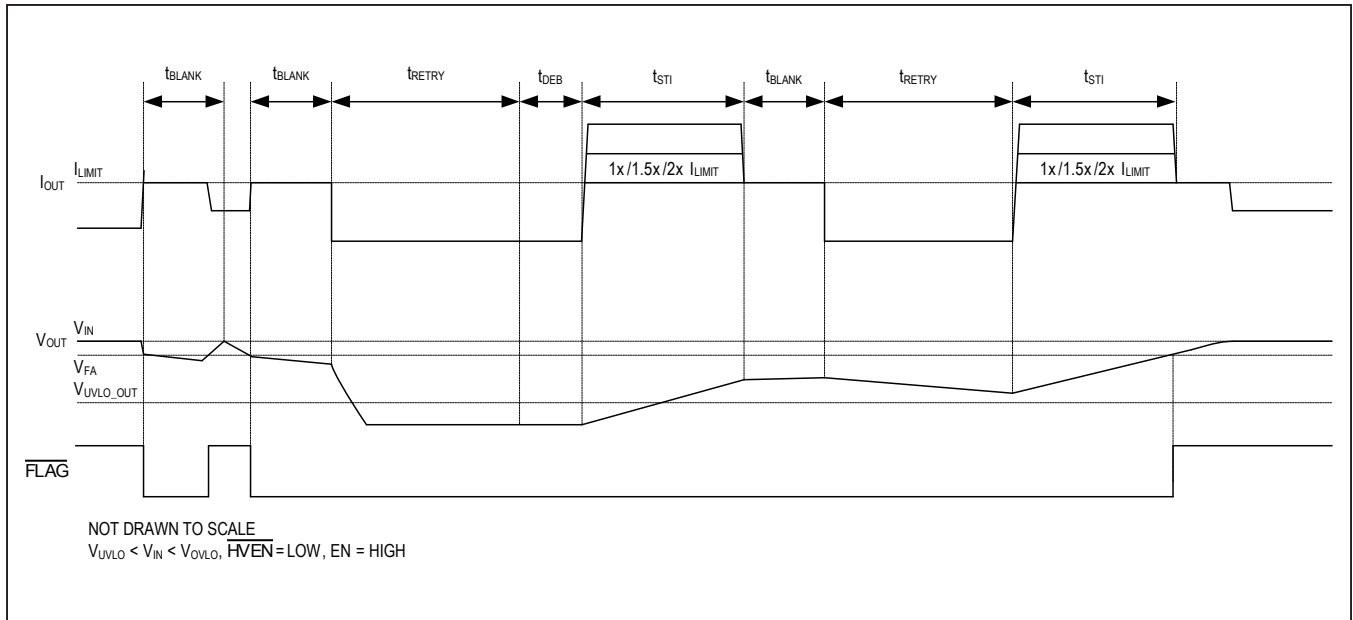 tBLANK tBLANK tRETRY tDEB tSTI tBLANK tRETRY tSTI
ILIMIT
IOUT
1x/1.5x/2x ILIMIT 1x/1.5x/2x ILIMIT
VIN
VOUT
VFA
VUVLO_OUT
FLAG
NOT DRAWN TO SCALE
VUVLO < VIN < VOVLO, HVEN = LOW, EN = HIGH